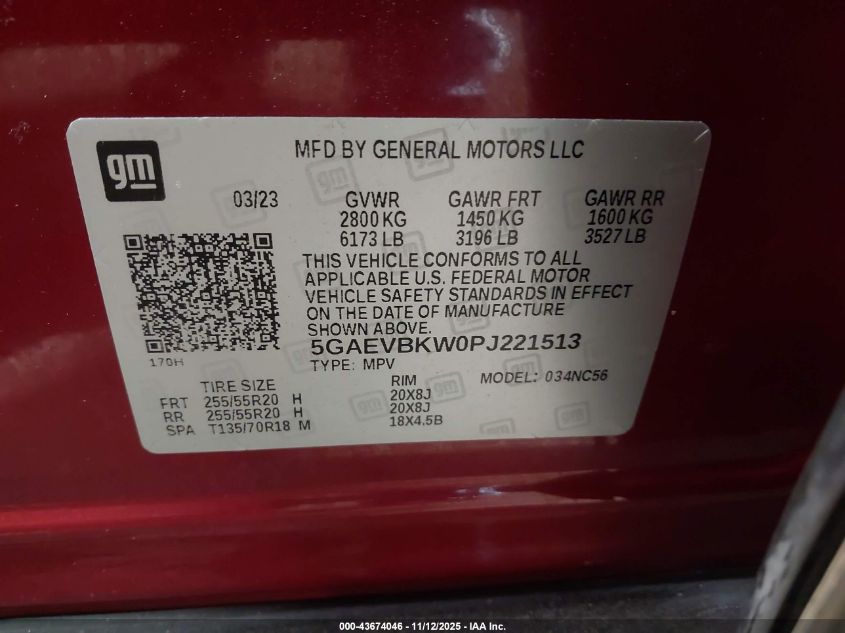 gm
MFD BY GENERAL MOTORS LLC
03/23 GVWR GAWR FRT GAWR RR
2800 KG 1450 KG 1600 KG
6173 LB 3196 LB 3527 LB
THIS VEHICLE CONFORMS TO ALL
APPLICABLE U.S. FEDERAL MOTOR
VEHICLE SAFETY STANDARDS IN EFFECT
ON THE DATE OF MANUFACTURE
SHOWN ABOVE.
5GAEVBKW0PJ221513
170H
TYPE: MPV MODEL: 034NC56
TIRE SIZE RIM
FRT 255/55R20 H 20X8J
RR 255/55R20 H 20X8J
SPA T135/70R18 M 18X4.5B
000-43674046 - 11/12/2025 - IAA Inc.